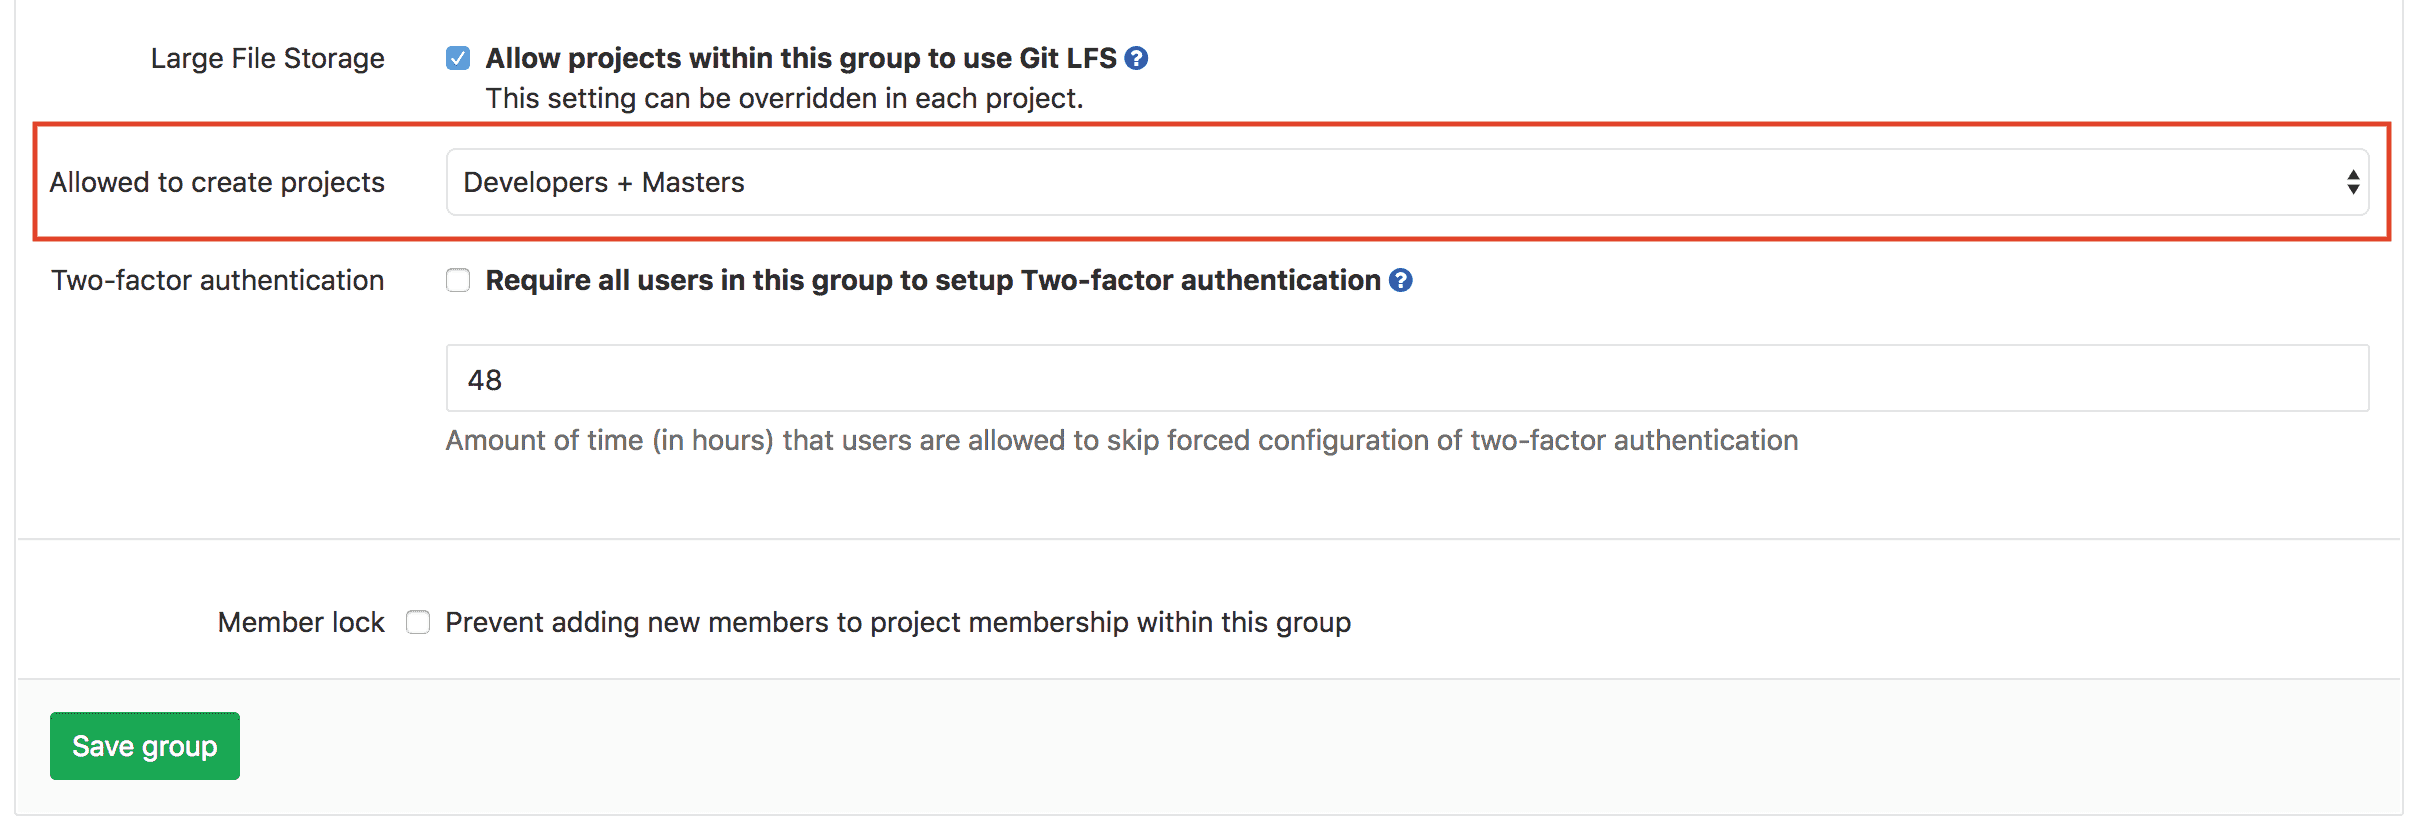 Large File Storage
Allow projects within this group to use Git LFS
This setting can be overridden in each project.
Allowed to create projects
Developers + Masters
Two-factor authentication
Require all users in this group to setup Two-factor authentication
48
Amount of time (in hours) that users are allowed to skip forced configuration of two-factor authentication
Member lock
Prevent adding new members to project membership within this group
Save group